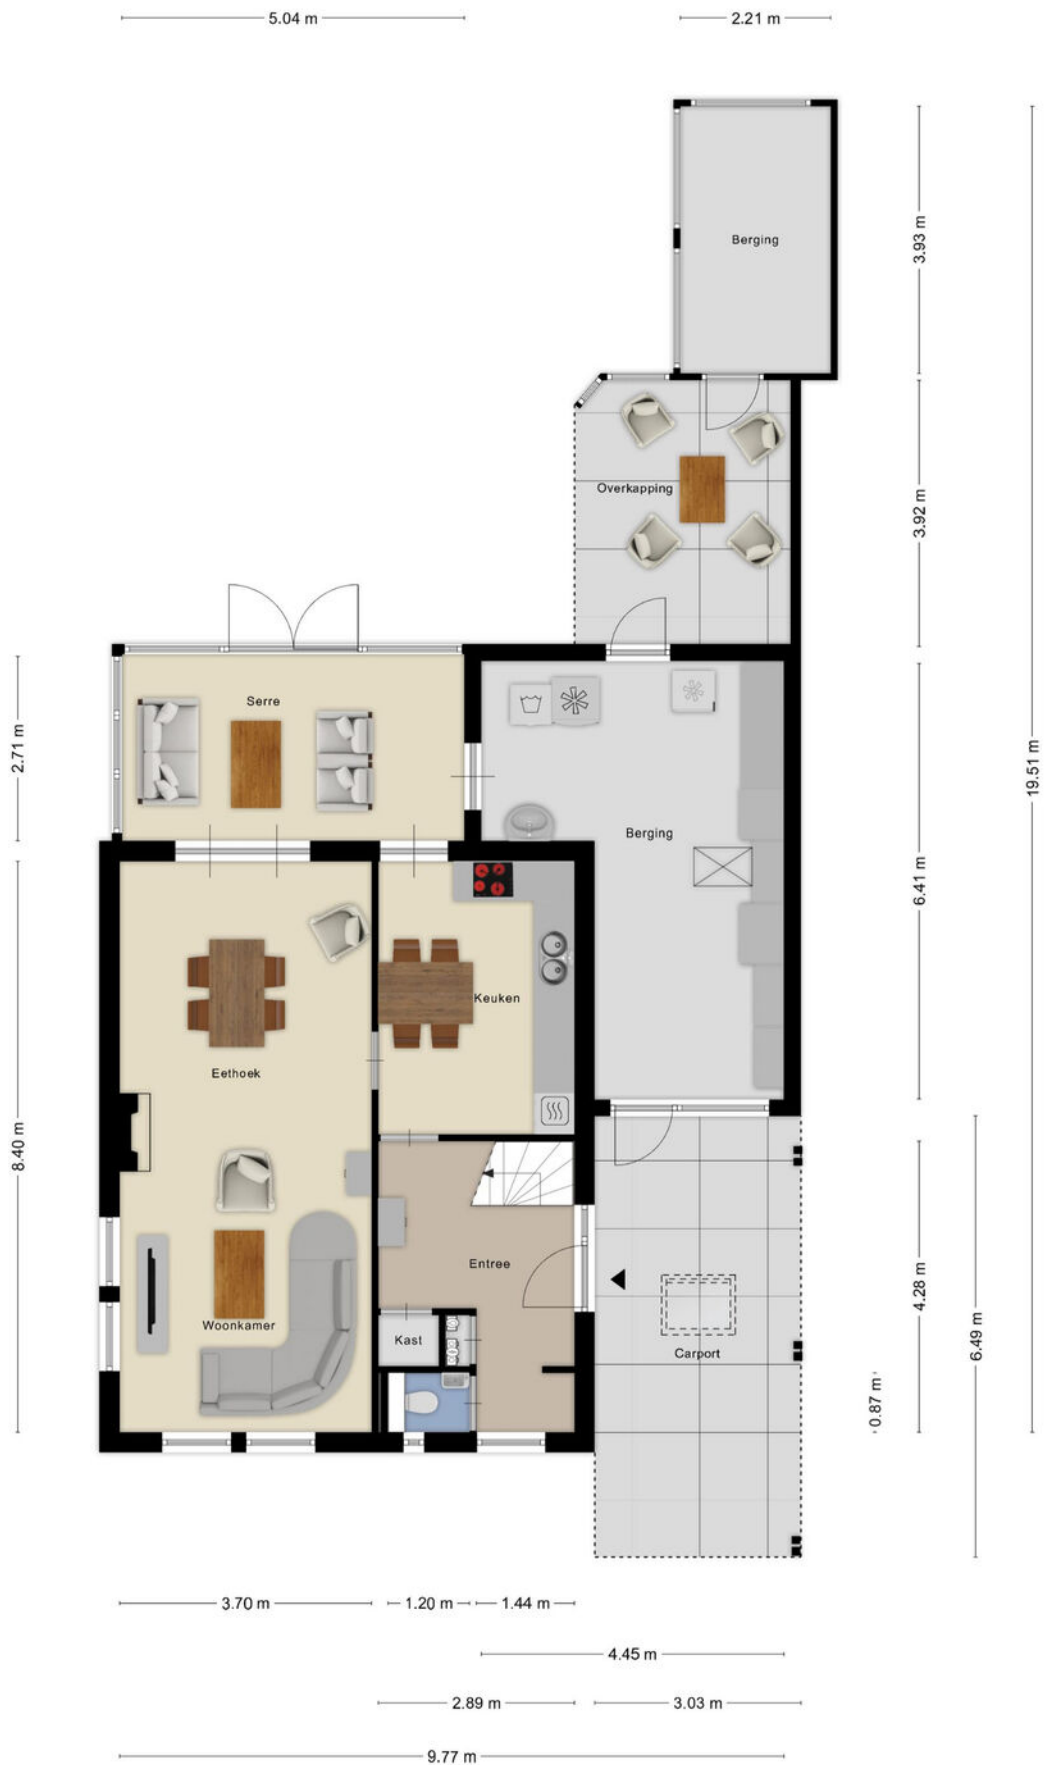 5.04 m
2.21 m
Berging
3.93 m
Overkapping
3.92 m
19.51 m
Serre
2.71 m
Berging
6.41 m
Keuken
Eethoek
8.40 m
Entree
4.28 m
Woonkamer
Kast
Carport
6.49 m
0.87 m
3.70 m
1.20 m
1.44 m
4.45 m
2.89 m
3.03 m
9.77 m